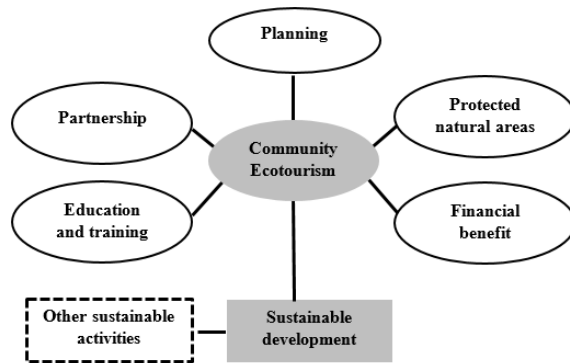 Planning
Partnership
Protected
natural areas
Community
Ecotourism
Education
and training
Financial
benefit
Other sustainable
activities
Sustainable
development